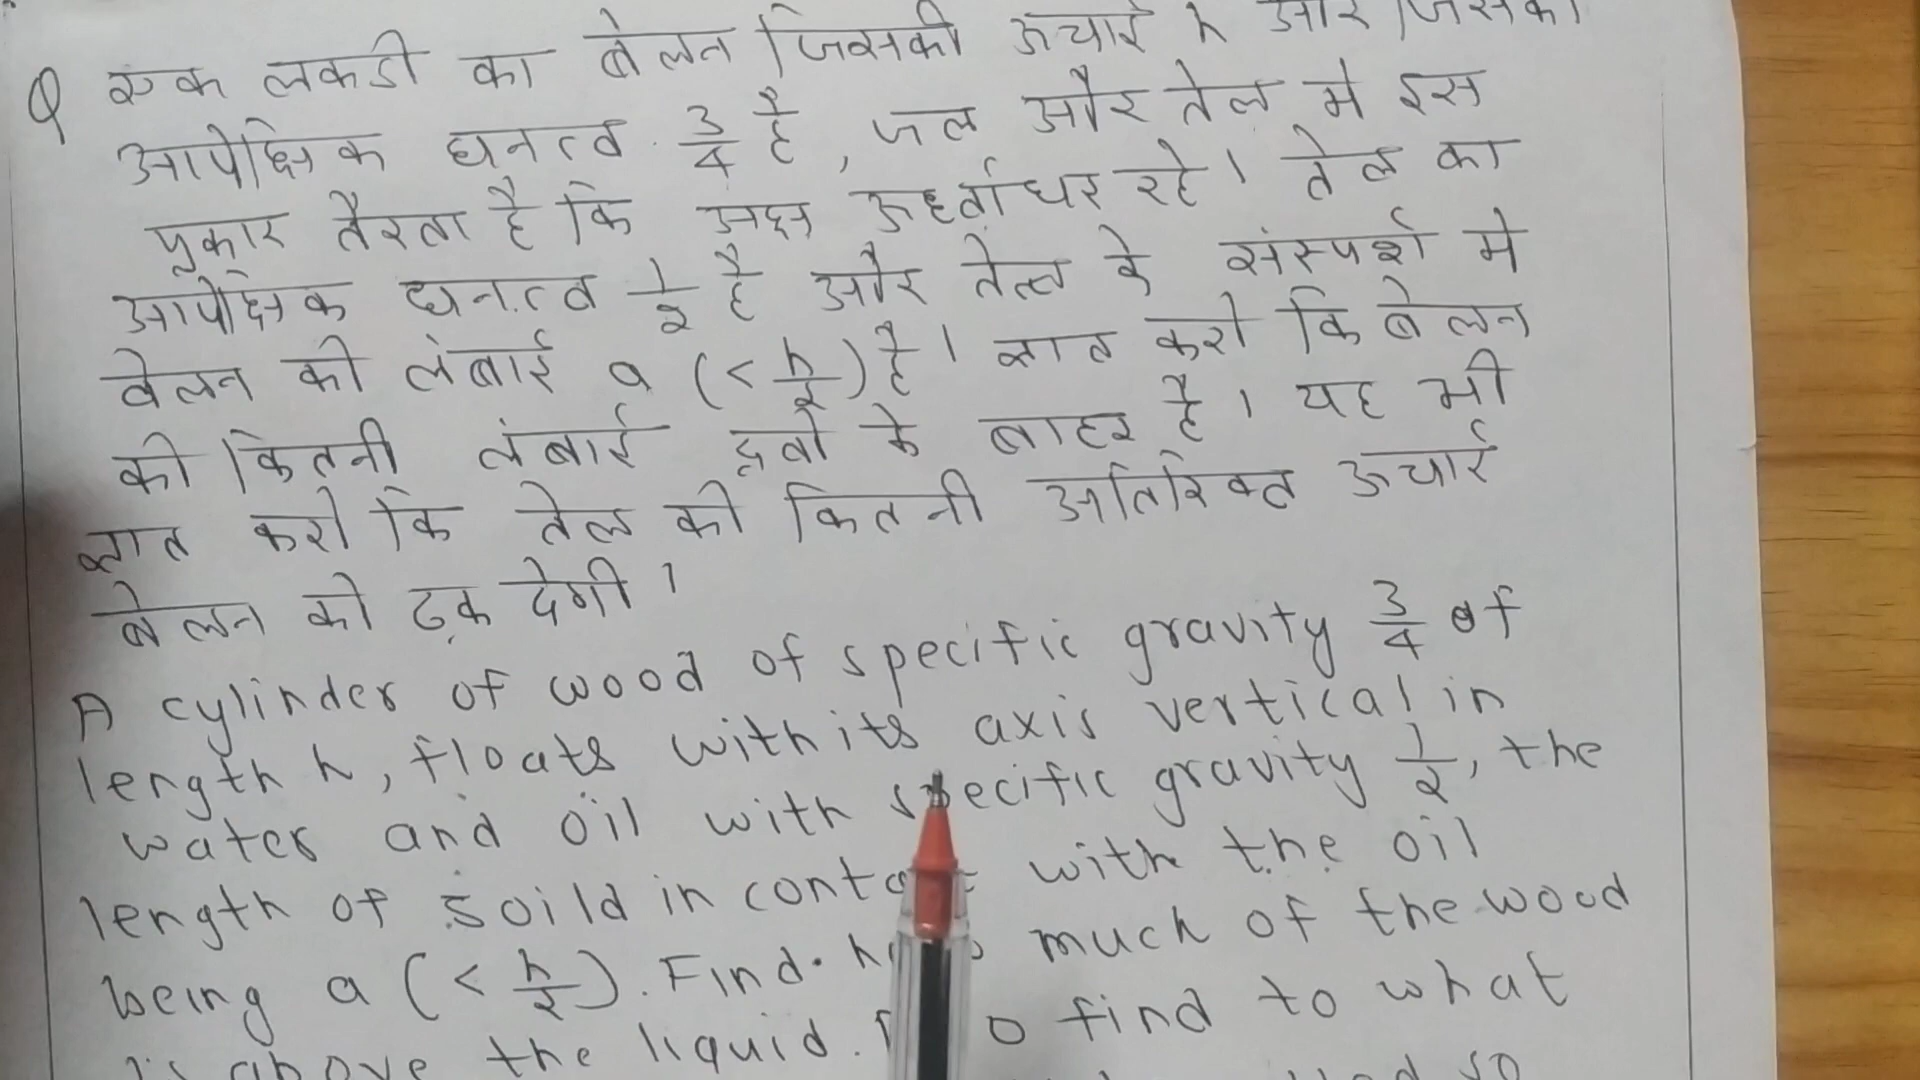 Q एक लकडी का बेलन जिसकी ऊचाई h और जिसका
आपेक्षिक घनत्व 3/4 है, जल और तेल मे इस
प्रकार तैरता है कि अक्ष ऊर्ध्वाधर रहे। तेल का
आपेक्षिक घनत्व 1/2 है और तेल के संस्पर्श मे
बेलन की लंबाई a (< h/2) है। ज्ञात करो कि बेलन
की कितनी लंबाई द्रवो के बाहर है। यह भी
ज्ञात करो कि तेल की कितनी अतिरिक्त ऊचाई
बेलन को ढ़क देगी।
A cylinder of wood of specific gravity 3/4 of
length h, floats with its axis vertical in
water and oil with specific gravity 1/2, the
length of soild in with the oil
being a (< h/2). Find. much of the wood
is above the liquid. find to what
so